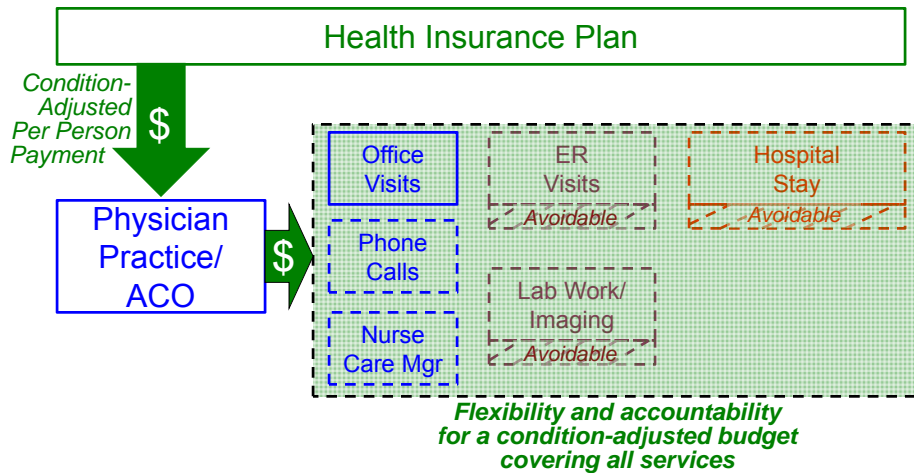 Health Insurance Plan
Condition-
Adjusted
Per Person
Payment
$
Physician
Practice/
ACO
$
Office
Visits
Phone
Calls
Nurse
Care Mgr
ER
Visits
Avoidable
Lab Work/
Imaging
Avoidable
Hospital
Stay
Avoidable
Flexibility and accountability
for a condition-adjusted budget
covering all services